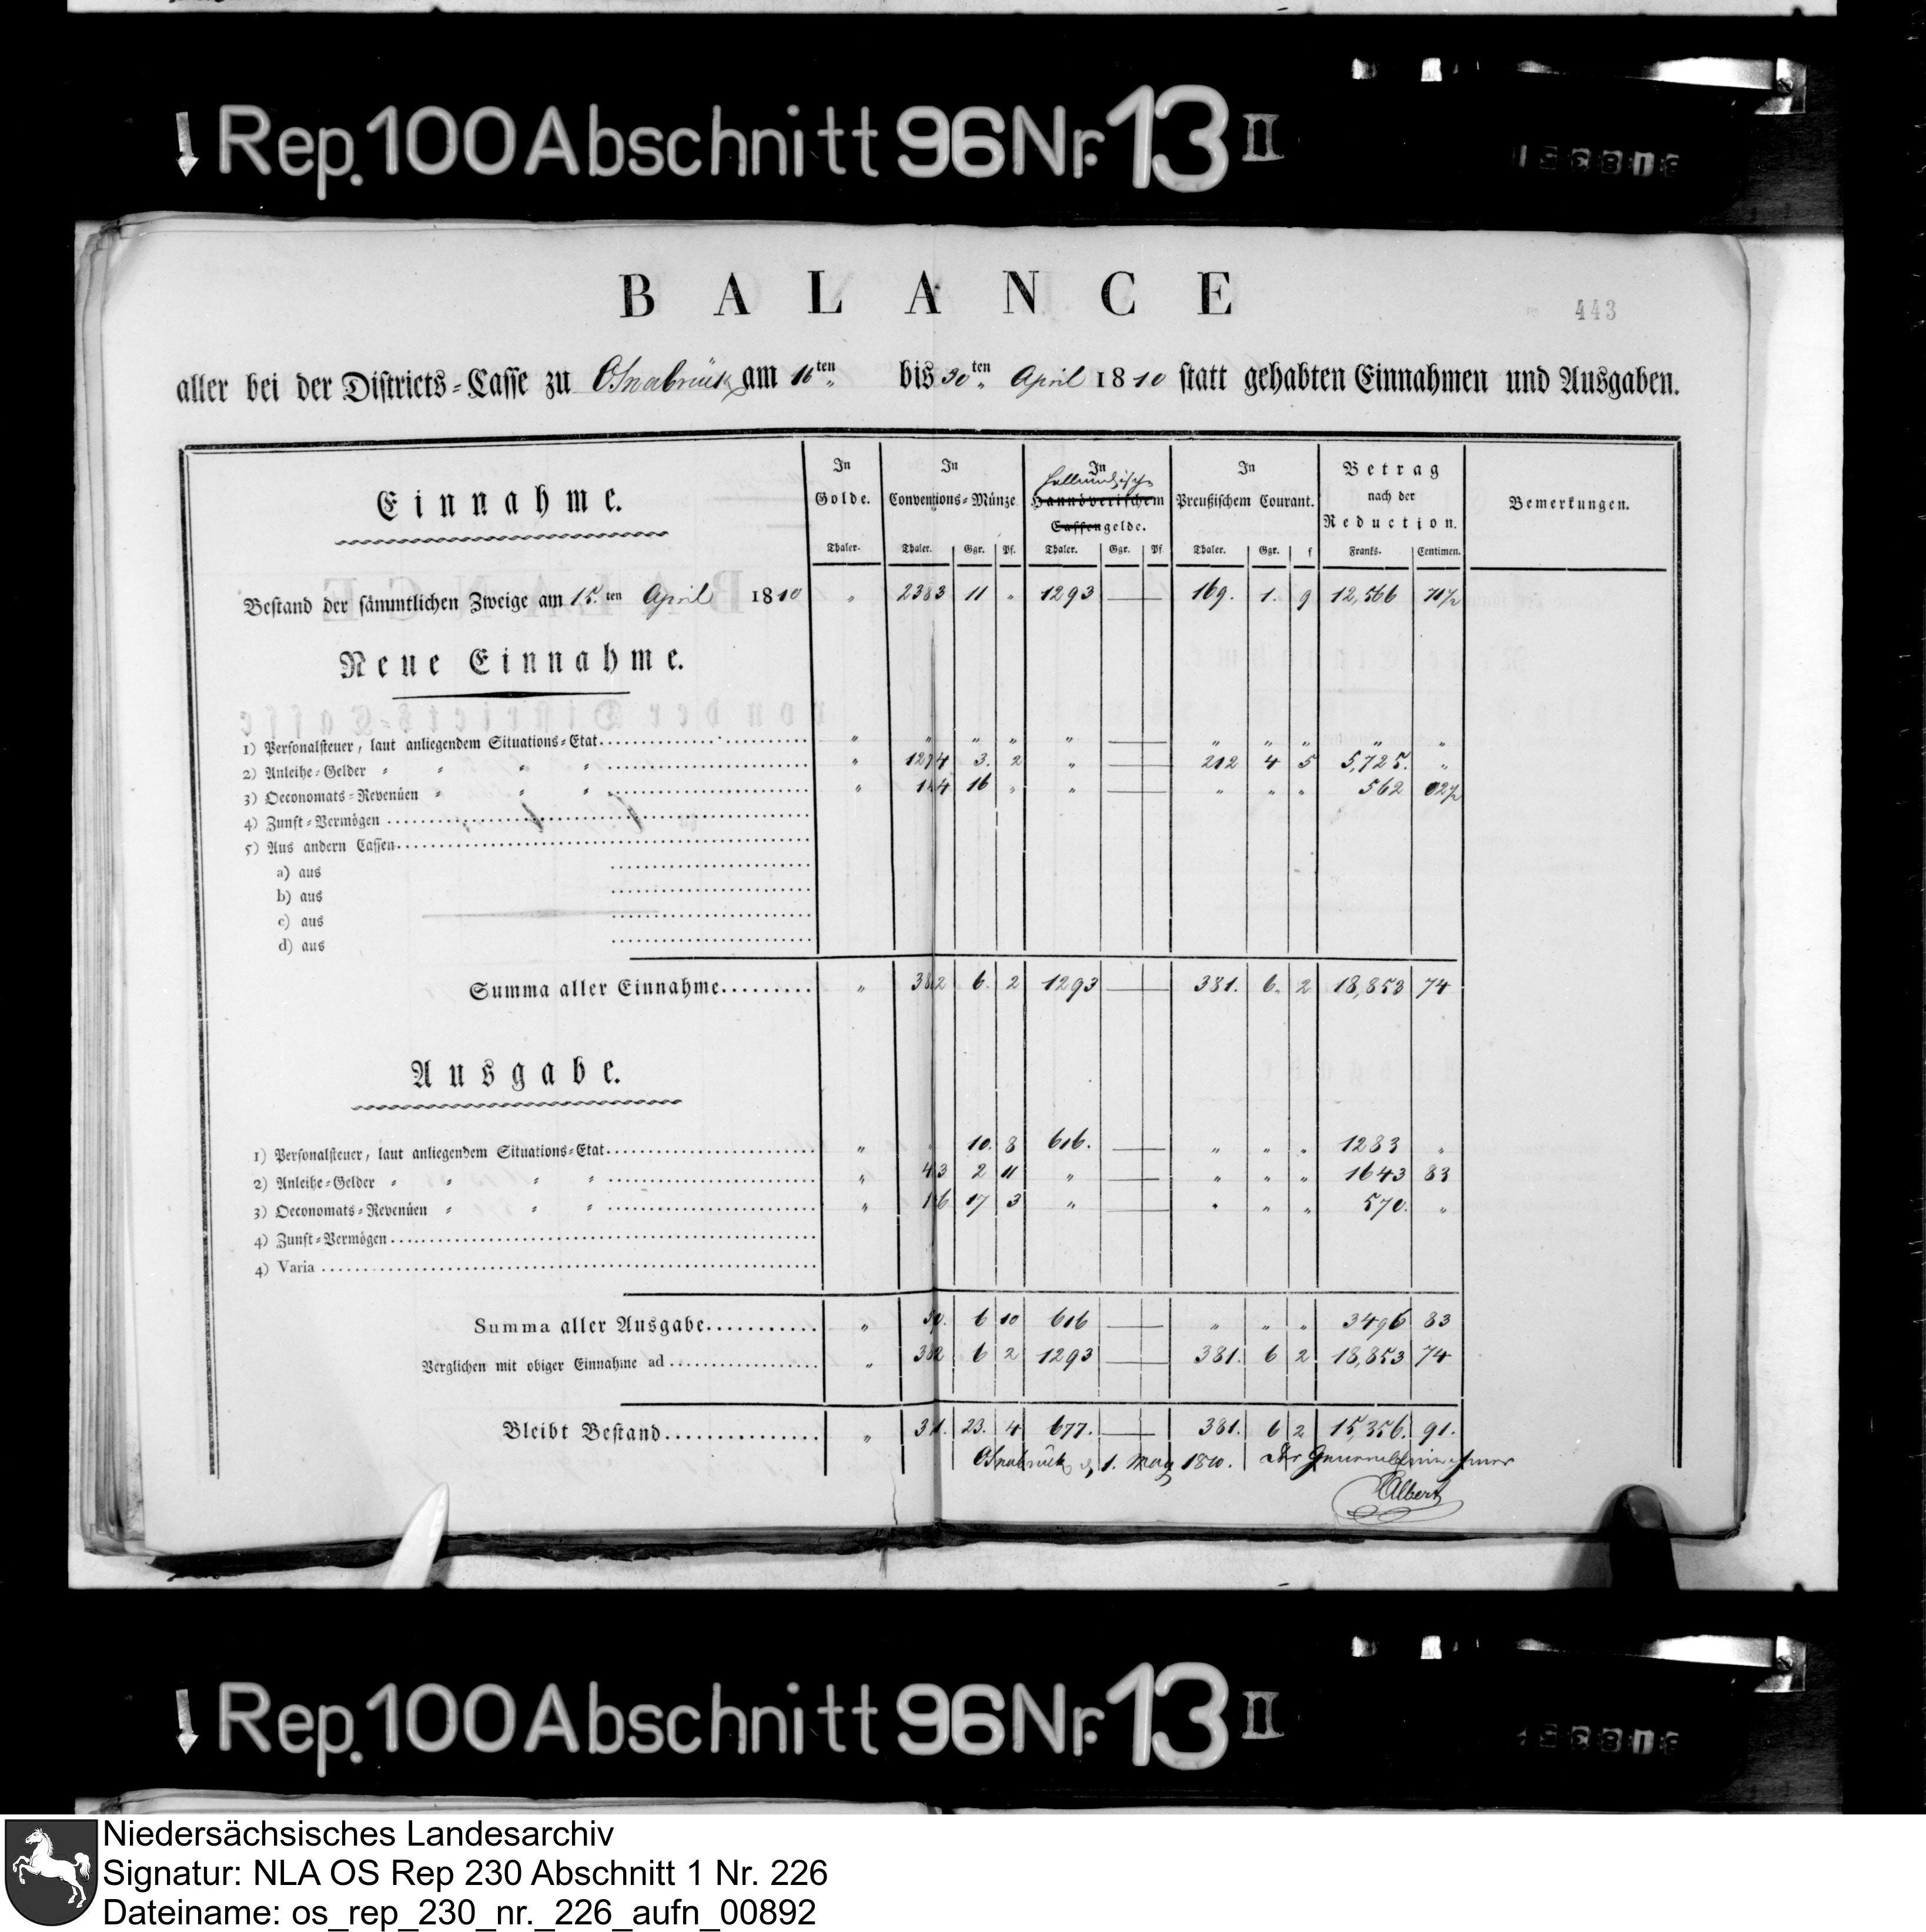 Rep. 100 Abschnitt 96 Nr. 13 II
BALANCE
443
aller bei der Districts-Casse zu Osnabrück am 16ten bis 30ten April 1810 statt gehabten Einnahmen und Ausgaben.
Einnahme. In Golde. In Conventions-Münze In Hannöverischem Cassengelde. In Preußischem Courant. Betrag nach der Reduction. Bemerkungen.
Thaler. Thaler. Ggr. Pf. Thaler. Ggr. Pf Thaler. Ggr. f Franks. Centimen.
Bestand der sämmtlichen Zweige am 15.ten April 1810 " 2383 11 " 1293 — 169. 1. 9 12,566
Neue Einnahme.
1) Personalsteuer, laut anliegendem Situations-Etat " " " " " — " " " " "
2) Anleihe-Gelder " " " " " 3. 2 " — 212 4 5 5,725. "
3) Oeconomats-Revenüen " " " " 16 " " — " " " 562
4) Zunft-Vermögen
5) Aus andern Cassen
a) aus
b) aus
c) aus
d) aus
Summa aller Einnahme " 6. 2 1293 — 381. 6. 2 18,853 74
Ausgabe.
1) Personalsteuer, laut anliegendem Situations-Etat " " 10. 8 616. — " " " 1283 "
2) Anleihe-Gelder " " " " " 2 11 " — " " " 1643 83
3) Oeconomats-Revenüen " " " " 17 3 " — " " " 570. "
4) Zunft-Vermögen
4) Varia
Summa aller Ausgabe " 6 10 616 — " " " 3496 83
Verglichen mit obiger Einnahme ad " 6 2 1293 — 381. 6 2 18,853 74
Bleibt Bestand " 23. 4 677. — 381. 6 2 15,356. 91.
Osnabrück 1. May 1810. Der Generaleinnehmer
Albert
Rep. 100 Abschnitt 96 Nr. 13 II
Niedersächsisches Landesarchiv
Signatur: NLA OS Rep 230 Abschnitt 1 Nr. 226
Dateiname: os_rep_230_nr._226_aufn_00892